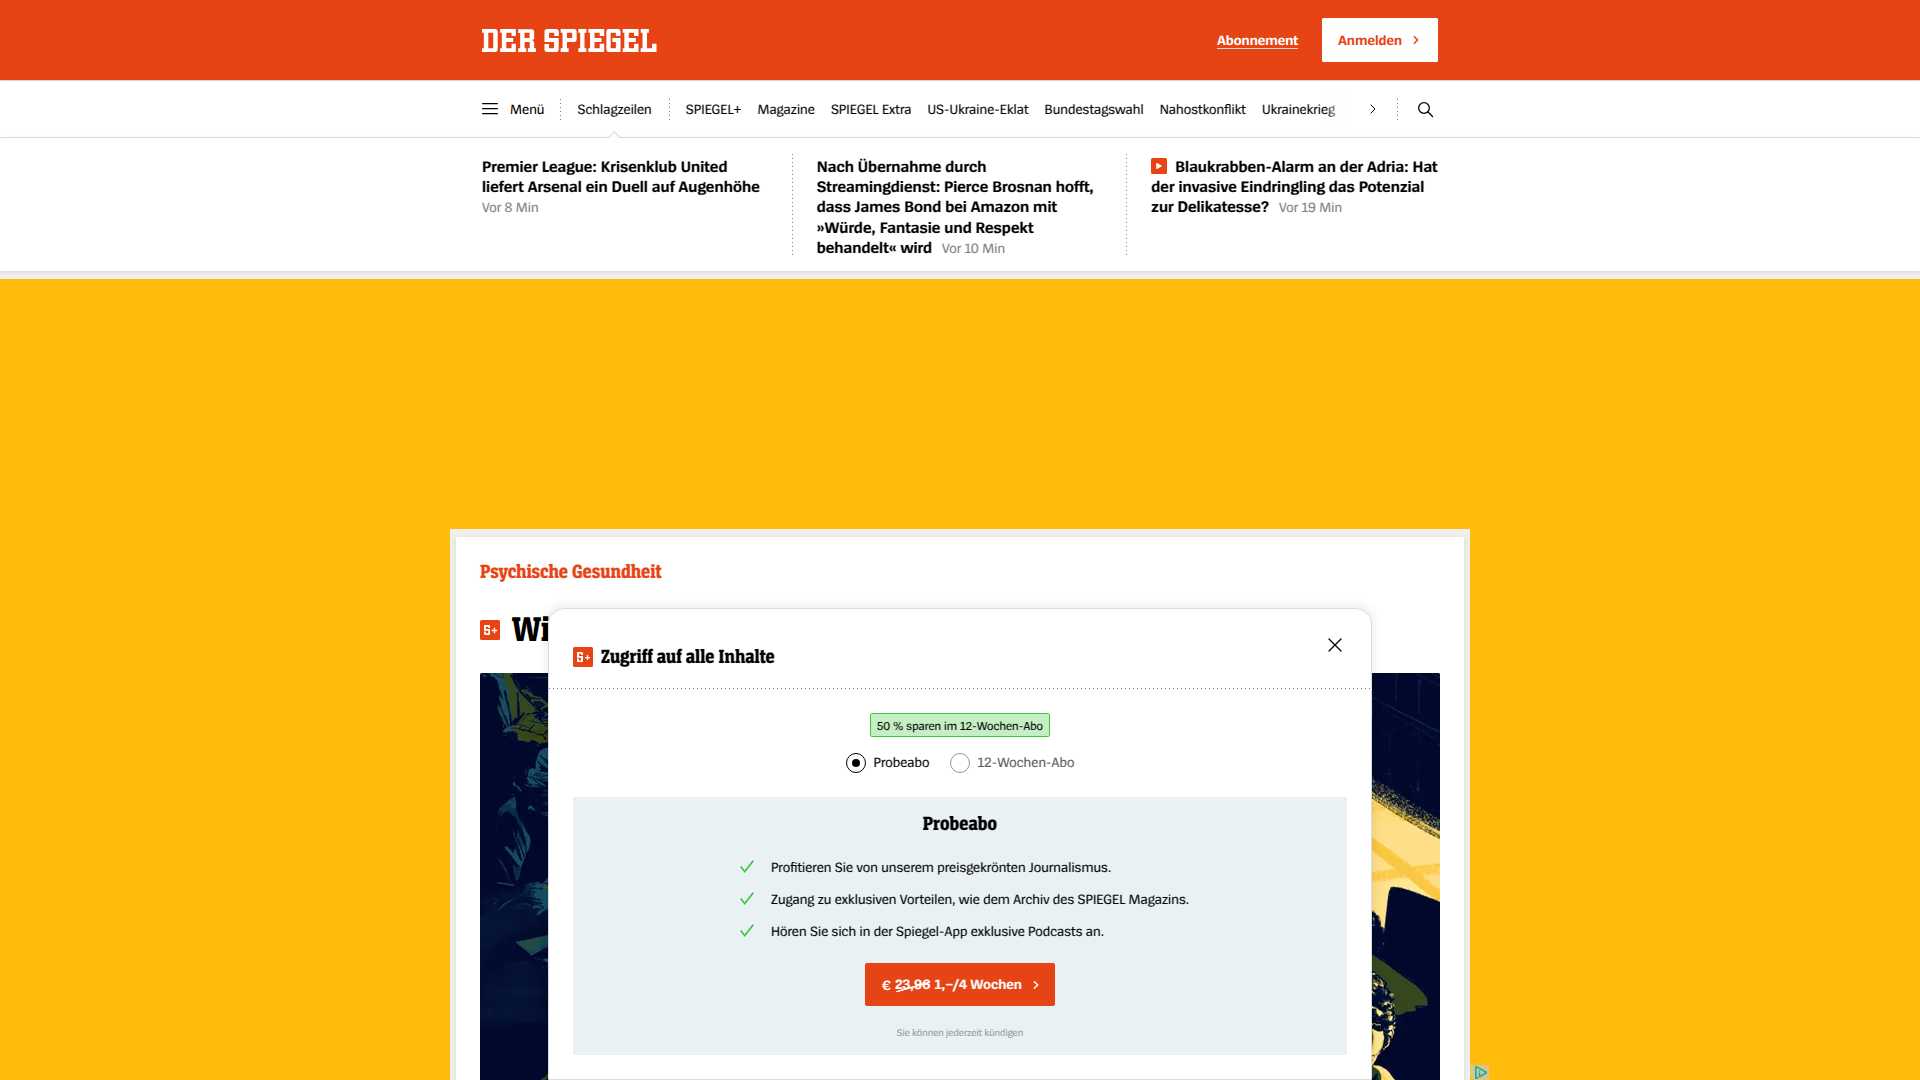 DER SPIEGEL
Abonnement
Anmelden
Menü
Schlagzeilen
SPIEGEL+
Magazine
SPIEGEL Extra
US-Ukraine-Eklat
Bundestagswahl
Nahostkonflikt
Ukrainekrieg
Premier League: Krisenklub United
liefert Arsenal ein Duell auf Augenhöhe
Vor 8 Min
Nach Übernahme durch
Streamingdienst: Pierce Brosnan hofft,
dass James Bond bei Amazon mit
»Würde, Fantasie und Respekt
behandelt« wird Vor 10 Min
Blaukrabben-Alarm an der Adria: Hat
der invasive Eindringling das Potenzial
zur Delikatesse? Vor 19 Min
Psychische Gesundheit
S+ Wi
S+ Zugriff auf alle Inhalte
50 % sparen im 12-Wochen-Abo
Probeabo
12-Wochen-Abo
Probeabo
Profitieren Sie von unserem preisgekrönten Journalismus.
Zugang zu exklusiven Vorteilen, wie dem Archiv des SPIEGEL Magazins.
Hören Sie sich in der Spiegel-App exklusive Podcasts an.
€ 23,96 1,–/4 Wochen
Sie können jederzeit kündigen